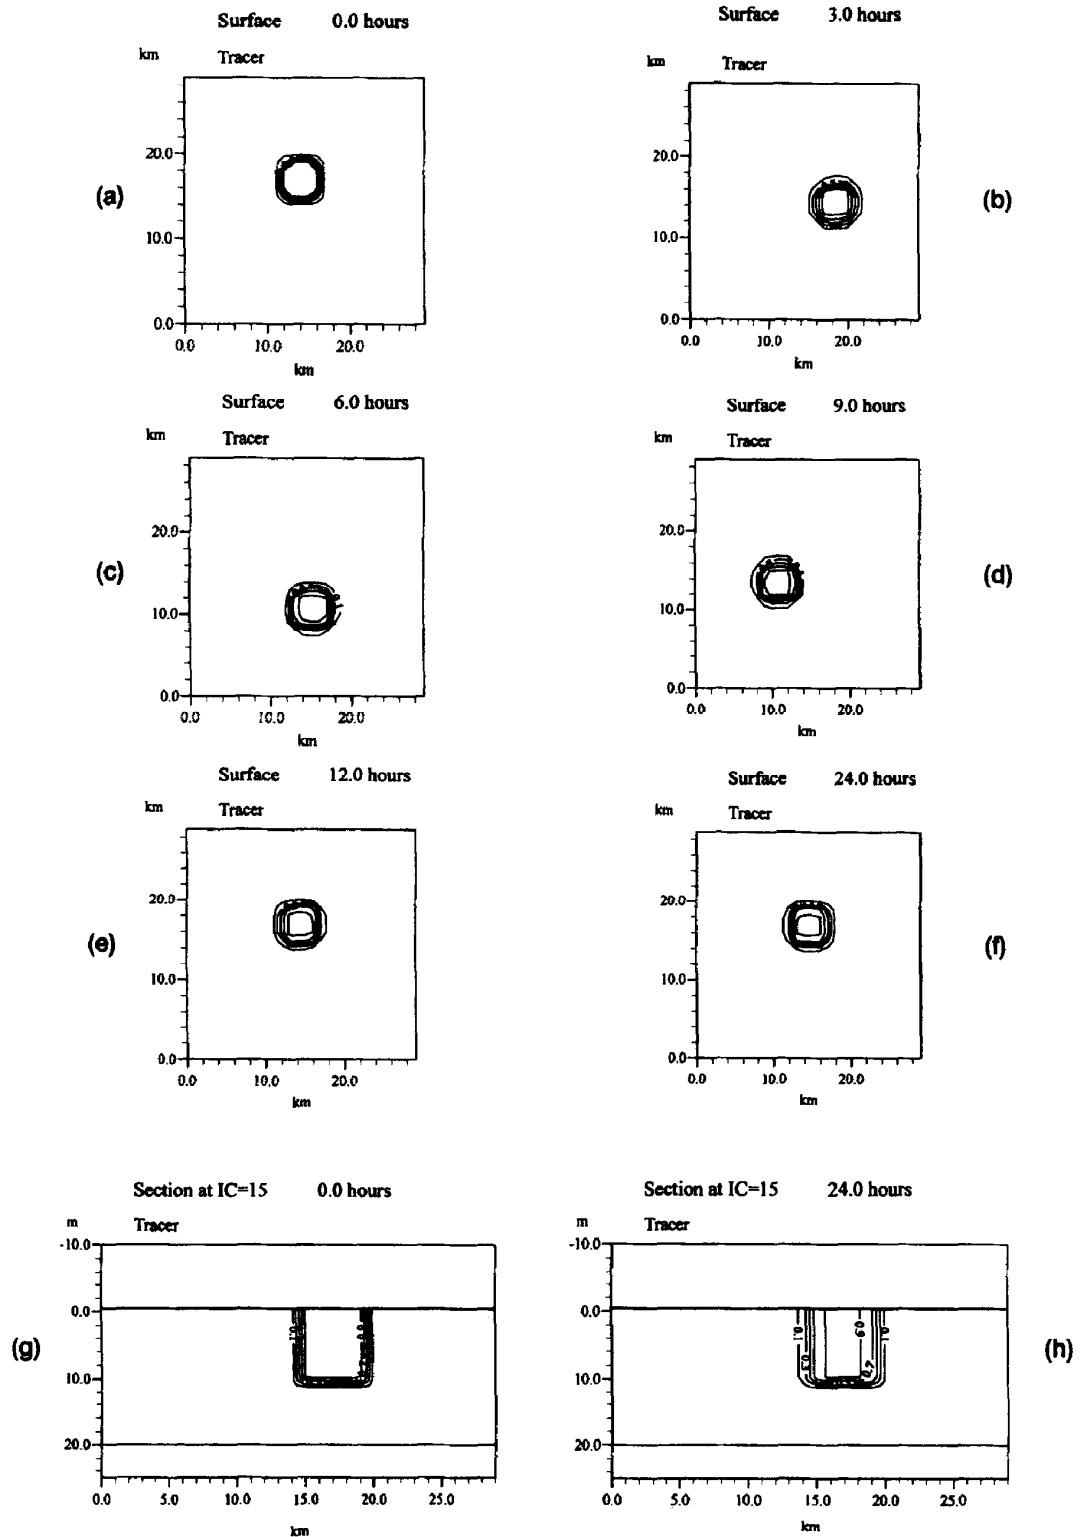 Surface 0.0 hours
km Tracer
20.0
(a)
10.0
0.0
0.0 10.0 20.0
km
Surface 3.0 hours
km Tracer
20.0
(b)
10.0
0.0
0.0 10.0 20.0
km
Surface 6.0 hours
km Tracer
20.0
(c)
10.0
0.0
0.0 10.0 20.0
km
Surface 9.0 hours
km Tracer
20.0
(d)
10.0
0.0
0.0 10.0 20.0
km
Surface 12.0 hours
km Tracer
20.0
(e)
10.0
0.0
0.0 10.0 20.0
km
Surface 24.0 hours
km Tracer
20.0
(f)
10.0
0.0
0.0 10.0 20.0
km
Section at IC=15 0.0 hours
m Tracer
-10.0
0.0
(g)
10.0
20.0
0.0 5.0 10.0 15.0 20.0 25.0
km
Section at IC=15 24.0 hours
m Tracer
-10.0
0.0
0.1 0.9 0.1
(h)
0.3 0.7
10.0
20.0
0.0 5.0 10.0 15.0 20.0 25.0
km